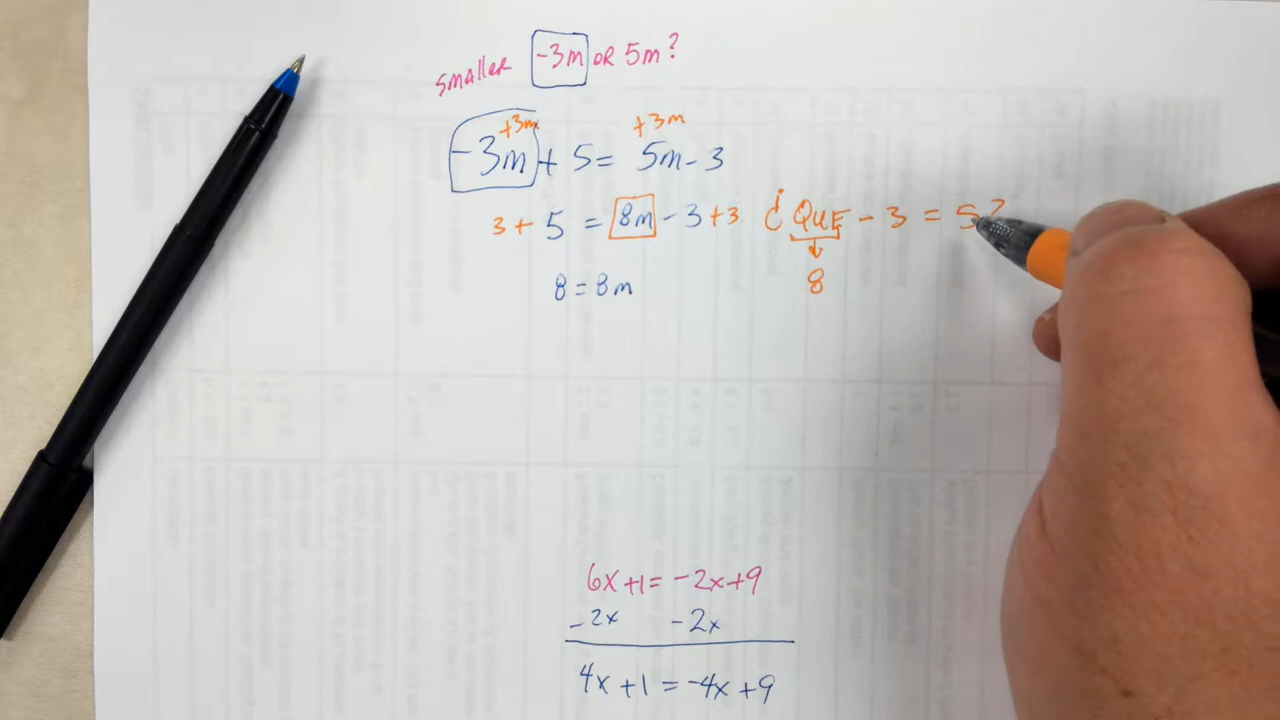 smaller -3m OR 5m?
+3m +3m
-3m + 5 = 5m - 3
3 + 5 = 8m - 3 + 3 ¿ QUE - 3 = 5?
8 = 8m 8
6x + 1 = -2x + 9
-2x -2x
4x + 1 = -4x + 9